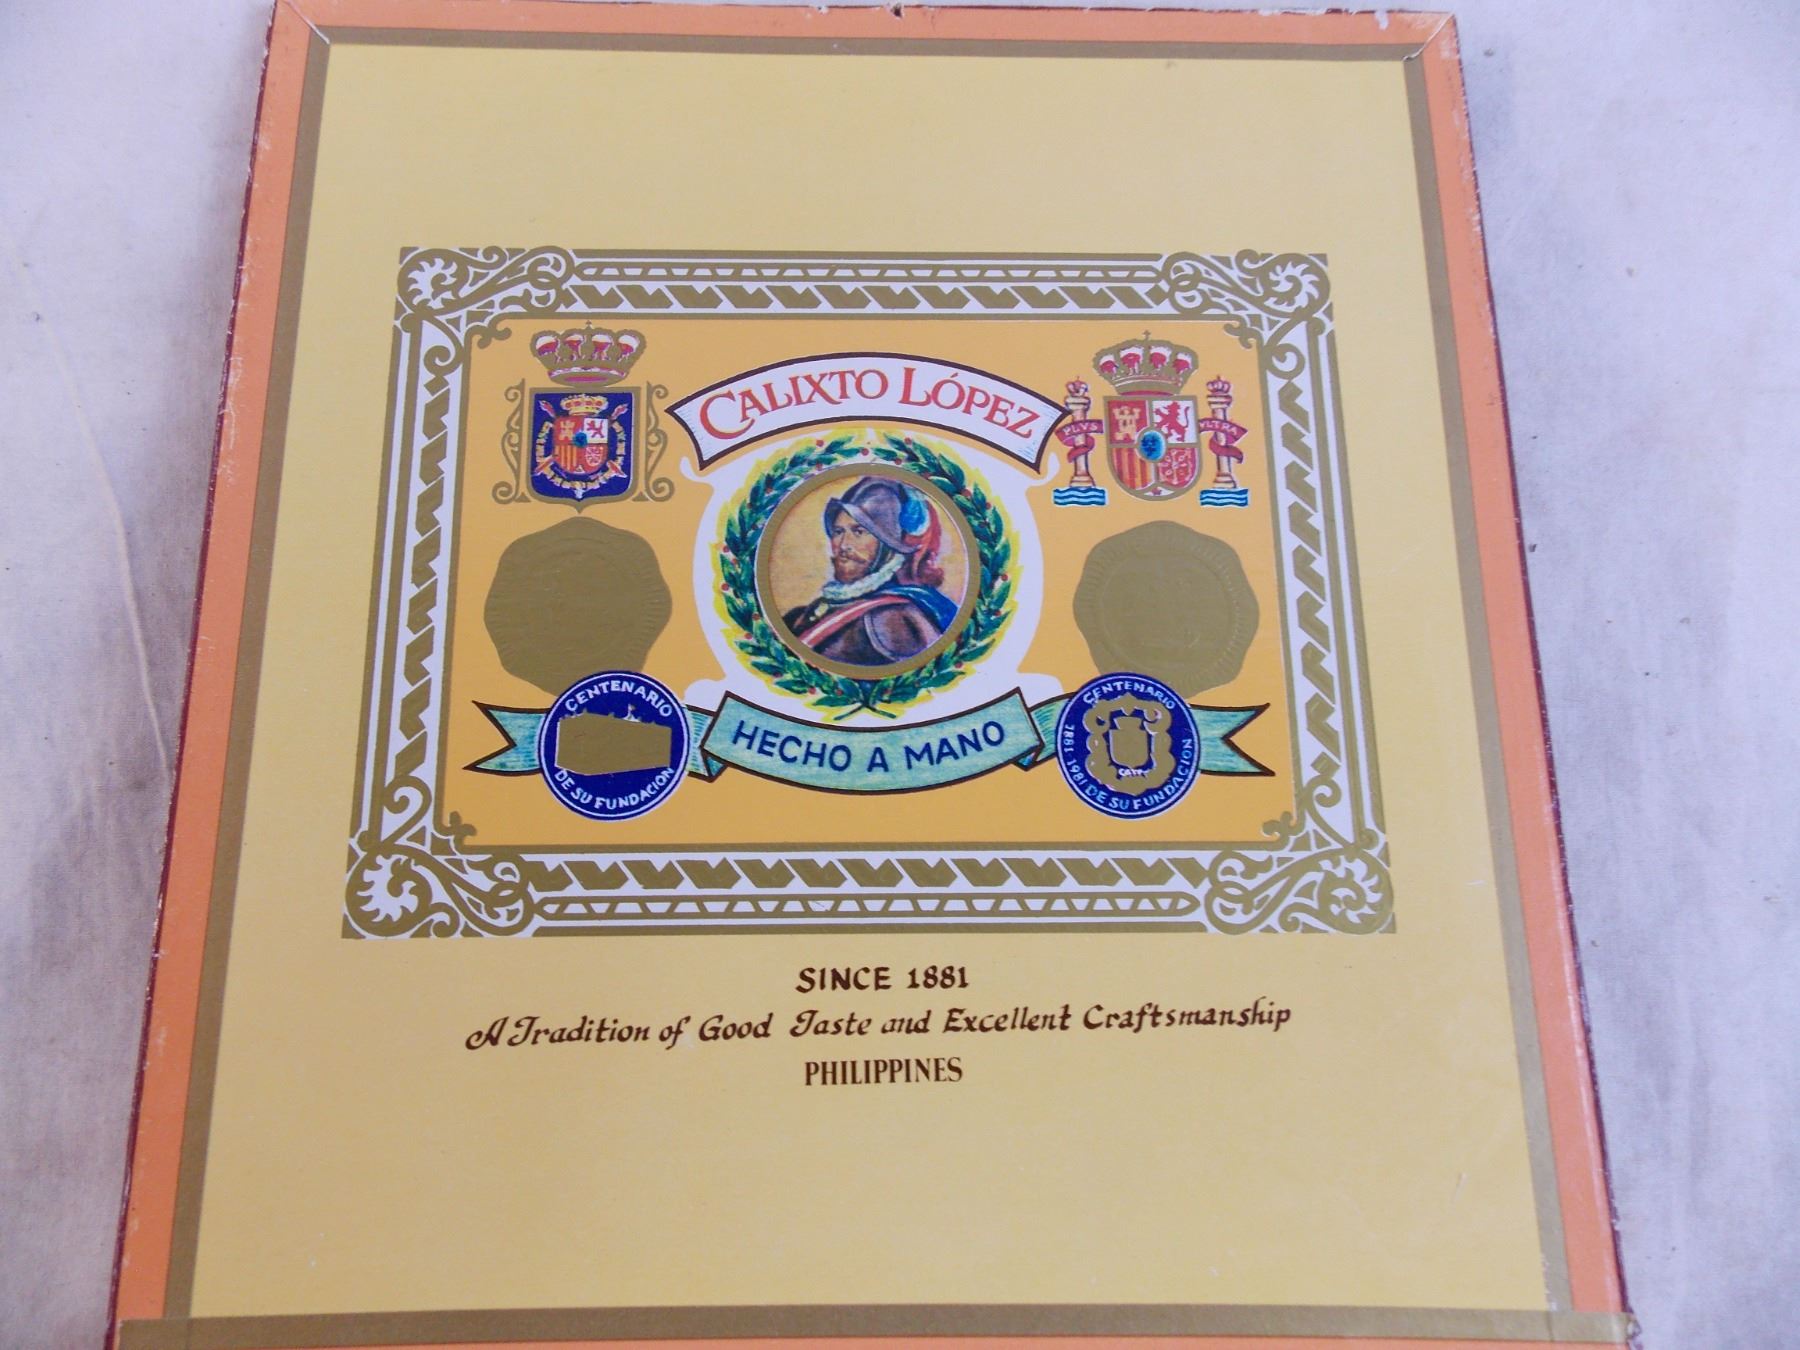 CALIXTO LÓPEZ
PLVS VLTRA
HECHO A MANO
CENTENARIO
DE SU FUNDACION
CENTENARIO
1881-1981 DE SU FUNDACION
SINCE 1881
A Tradition of Good Taste and Excellent Craftsmanship
PHILIPPINES